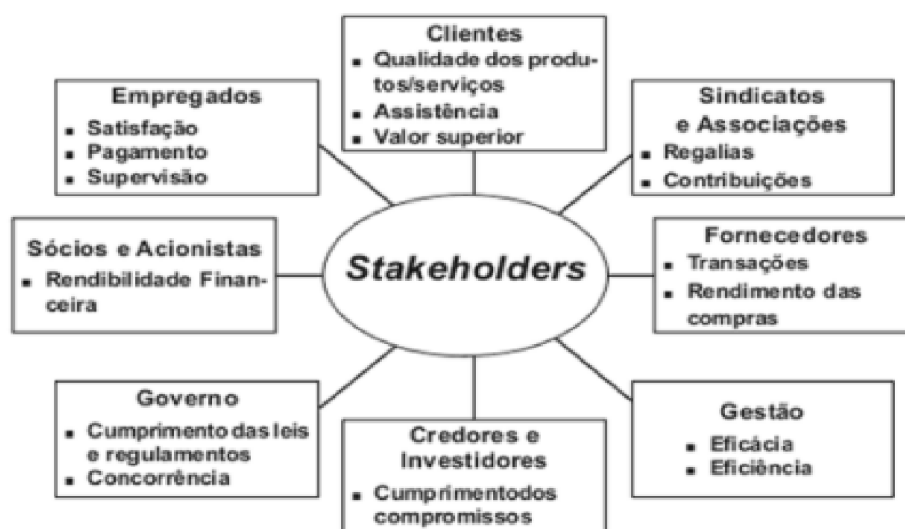 Clientes
▪ Qualidade dos produ-
tos/serviços
▪ Assistência
▪ Valor superior
Empregados
▪ Satisfação
▪ Pagamento
▪ Supervisão
Sindicatos
e Associações
▪ Regalias
▪ Contribuições
Sócios e Acionistas
▪ Rendibilidade Finan-
ceira
Stakeholders
Fornecedores
▪ Transações
▪ Rendimento das
compras
Governo
▪ Cumprimento das leis
e regulamentos
▪ Concorrência
Credores e
Investidores
▪ Cumprimentodos
compromissos
Gestão
▪ Eficácia
▪ Eficiência